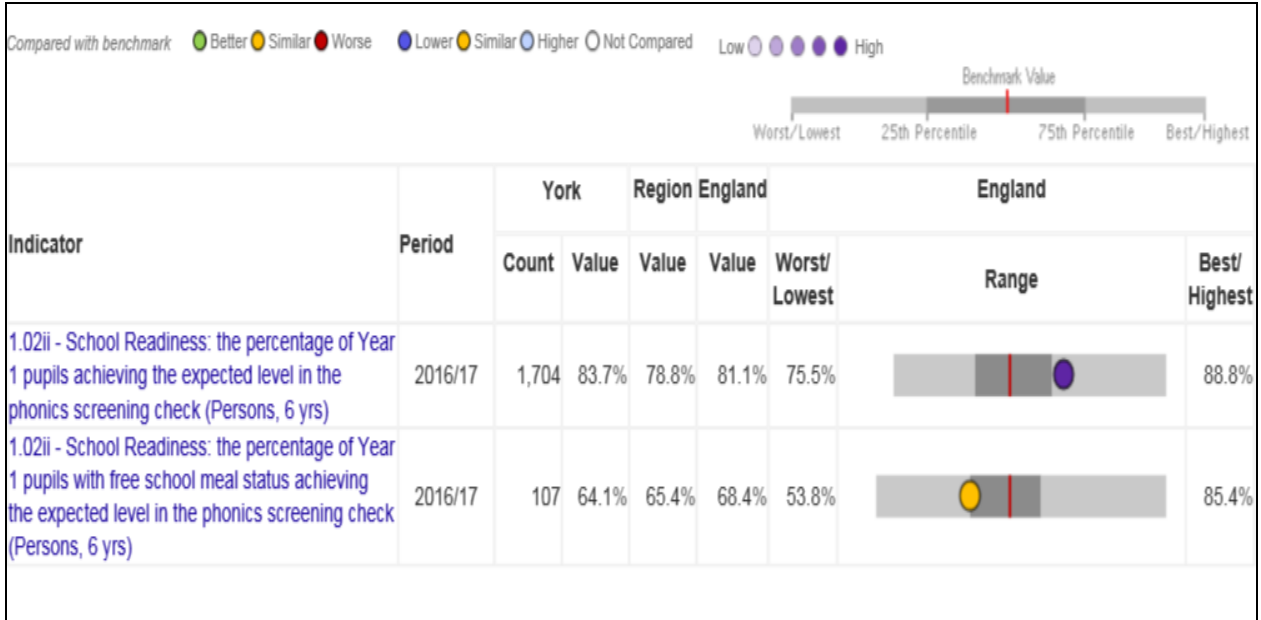 Compared with benchmark Better Similar Worse Lower Similar Higher Not Compared Low High
Benchmark Value
Worst/Lowest 25th Percentile 75th Percentile Best/Highest
Indicator Period York Region England England
Count Value Value Value Worst/ Lowest Range Best/ Highest
1.02ii - School Readiness: the percentage of Year
1 pupils achieving the expected level in the
phonics screening check (Persons, 6 yrs)
2016/17 1,704 83.7% 78.8% 81.1% 75.5% 88.8%
1.02ii - School Readiness: the percentage of Year
1 pupils with free school meal status achieving
the expected level in the phonics screening check
(Persons, 6 yrs)
2016/17 107 64.1% 65.4% 68.4% 53.8% 85.4%